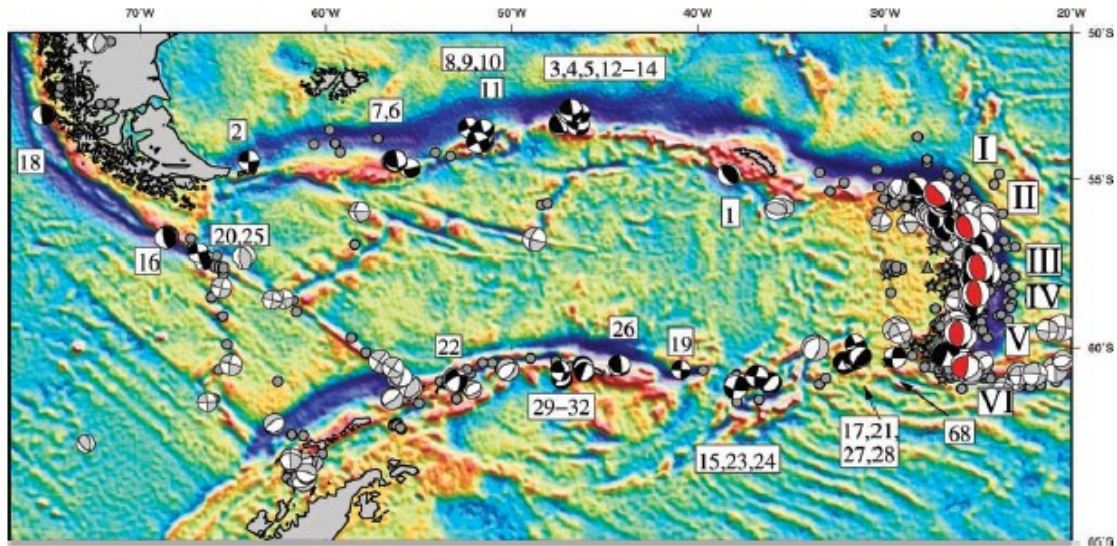 70˚W
60˚W
50˚W
40˚W
30˚W
20˚W
50˚S
8,9,10
3,4,5,12−14
11
7,6
2
I
18
55˚S
II
1
20,25
16
III
IV
V
26
22
19
60˚S
29−32
VI
17,21,
27,28
68
15,23,24
65˚S